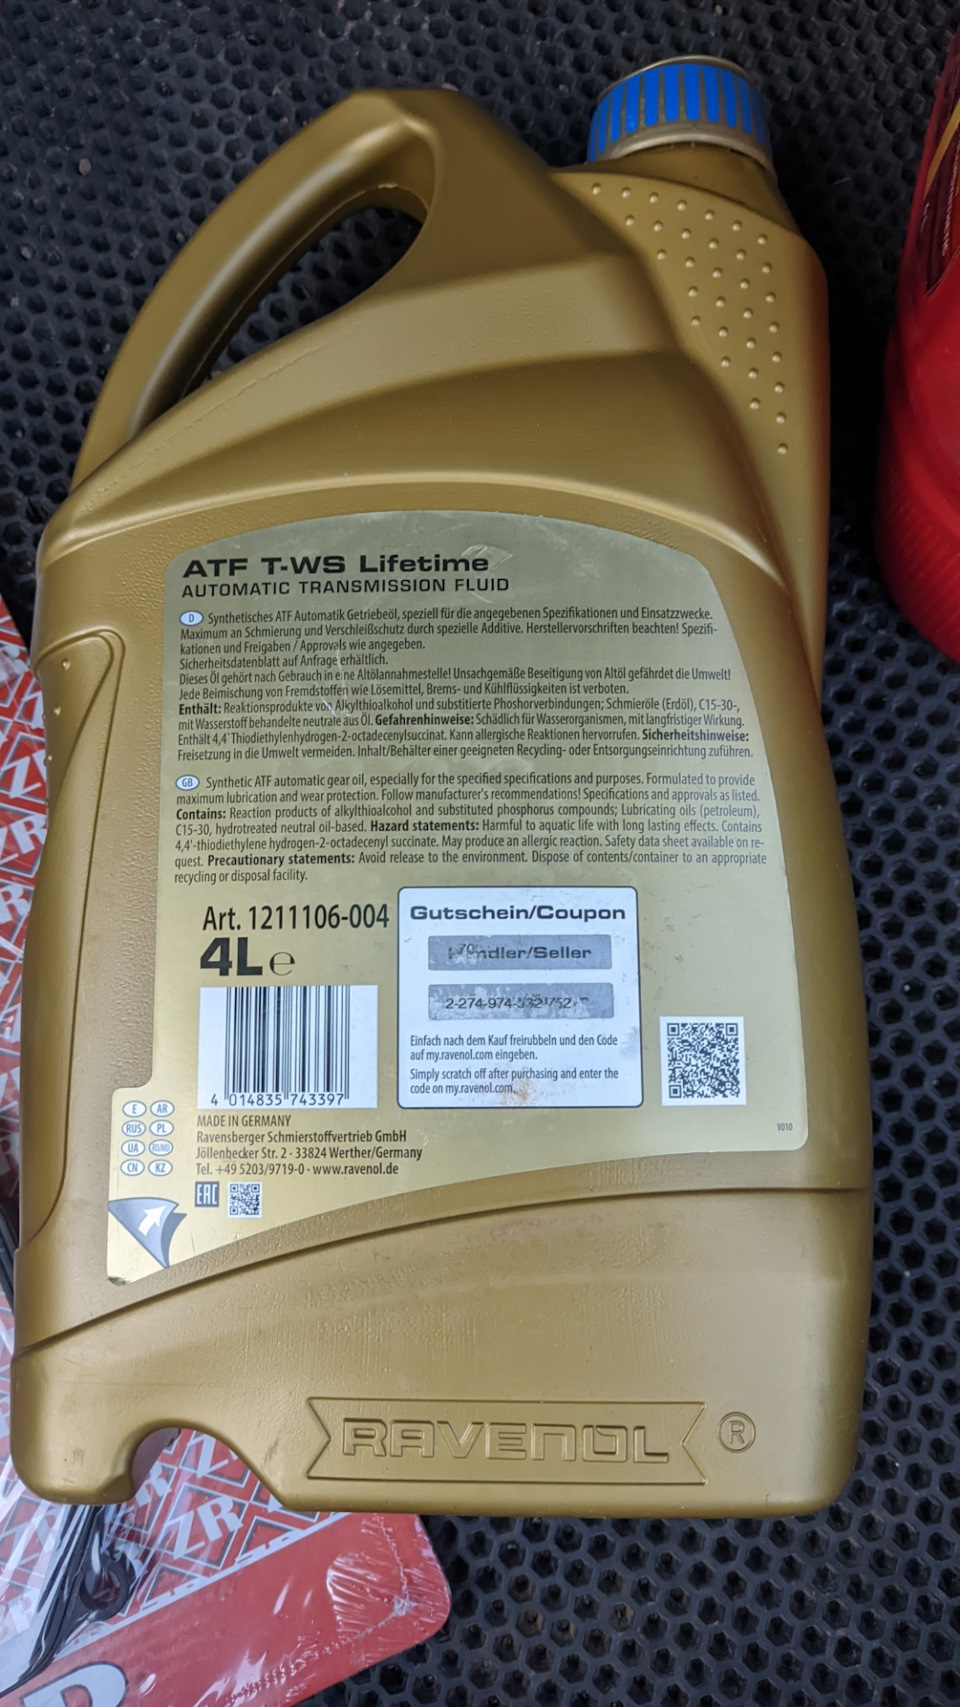 ATF T-WS Lifetime
AUTOMATIC TRANSMISSION FLUID
D Synthetisches ATF Automatik Getriebeöl, speziell für die angegebenen Spezifikationen und Einsatzzwecke.
Maximum an Schmierung und Verschleißschutz durch spezielle Additive. Herstellervorschriften beachten! Spezifi-
kationen und Freigaben / Approvals wie angegeben.
Sicherheitsdatenblatt auf Anfrage erhältlich.
Dieses Öl gehört nach Gebrauch in eine Altölannahmestelle! Unsachgemäße Beseitigung von Altöl gefährdet die Umwelt!
Jede Beimischung von Fremdstoffen wie Lösemittel, Brems- und Kühlflüssigkeiten ist verboten.
Enthält: Reaktionsprodukte von Alkylthioalkohol und substitierte Phoshorverbindungen; Schmieröle (Erdöl), C15-30-,
mit Wasserstoff behandelte neutrale aus Öl. Gefahrenhinweise: Schädlich für Wasserorganismen, mit langfristiger Wirkung.
Enthält 4,4' Thiodiethylenhydrogen-2-octadecenylsuccinat. Kann allergische Reaktionen hervorrufen. Sicherheitshinweise:
Freisetzung in die Umwelt vermeiden. Inhalt/Behälter einer geeigneten Recycling- oder Entsorgungseinrichtung zuführen.
GB Synthetic ATF automatic gear oil, especially for the specified specifications and purposes. Formulated to provide
maximum lubrication and wear protection. Follow manufacturer's recommendations! Specifications and approvals as listed.
Contains: Reaction products of alkylthioalcohol and substituted phosphorus compounds; Lubricating oils (petroleum),
C15-30, hydrotreated neutral oil-based. Hazard statements: Harmful to aquatic life with long lasting effects. Contains
4,4'-thiodiethylene hydrogen-2-octadecenyl succinate. May produce an allergic reaction. Safety data sheet available on re-
quest. Precautionary statements: Avoid release to the environment. Dispose of contents/container to an appropriate
recycling or disposal facility.
Art. 1211106-004
4L e
4 014835 743397
Gutschein/Coupon
Händler/Seller
Einfach nach dem Kauf freirubbeln und den Code
auf my.ravenol.com eingeben.
Simply scratch off after purchasing and enter the
code on my.ravenol.com.
V010
E AR
RUS PL
UA RO/MD
CN KZ
MADE IN GERMANY
Ravensberger Schmierstoffvertrieb GmbH
Jöllenbecker Str. 2 · 33824 Werther/Germany
Tel. +49 5203/9719-0 · www.ravenol.de
EAC
RAVENOL ®
ZR